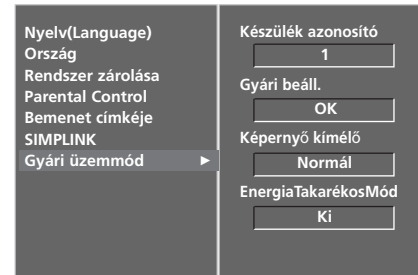 Nyelv(Language)
Ország
Rendszer zárolása
Parental Control
Bemenet címkéje
SIMPLINK
Gyári üzemmód ►
Készülék azonosító
1
Gyári beáll.
OK
Képernyő kímélő
Normál
EnergiaTakarékosMód
Ki